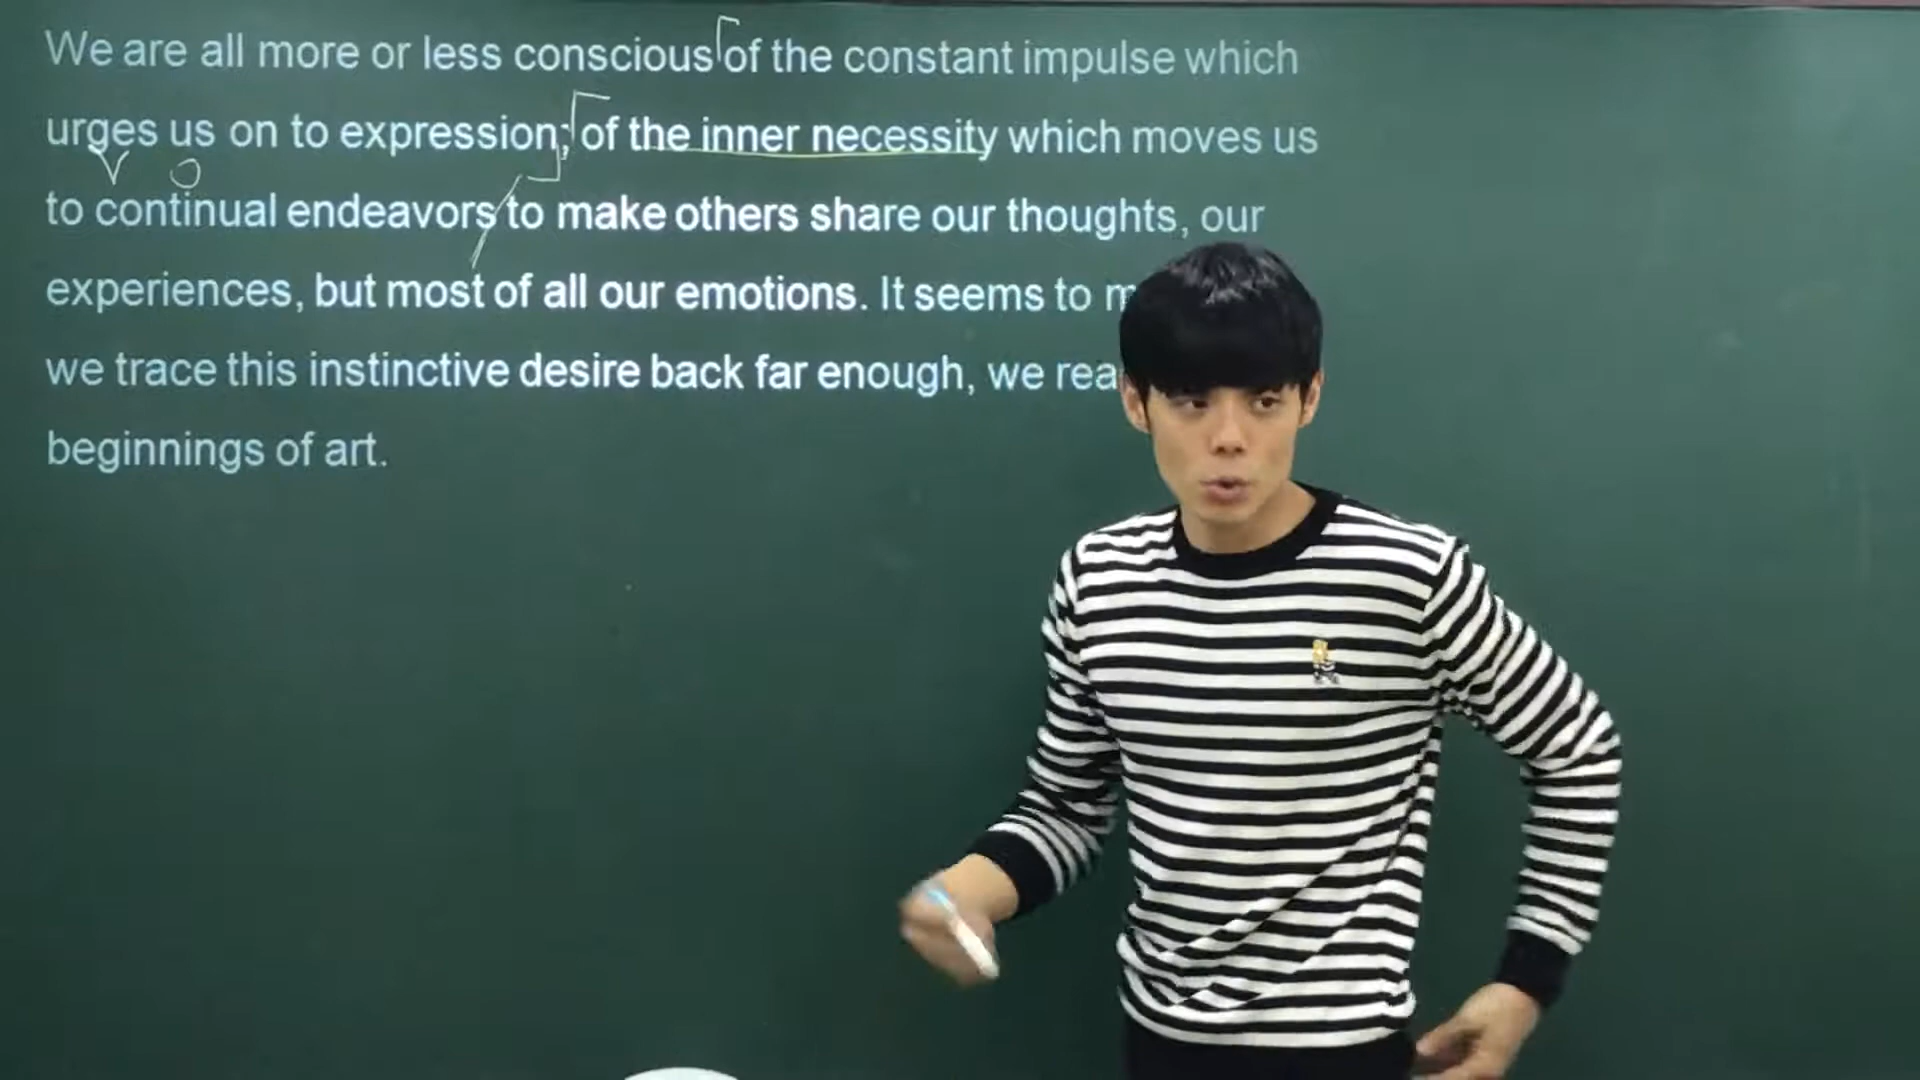 We are all more or less conscious of the constant impulse which
urges us on to expression; of the inner necessity which moves us
to continual endeavors to make others share our thoughts, our
experiences, but most of all our emotions. It seems to
we trace this instinctive desire back far enough, we
beginnings of art.
V O